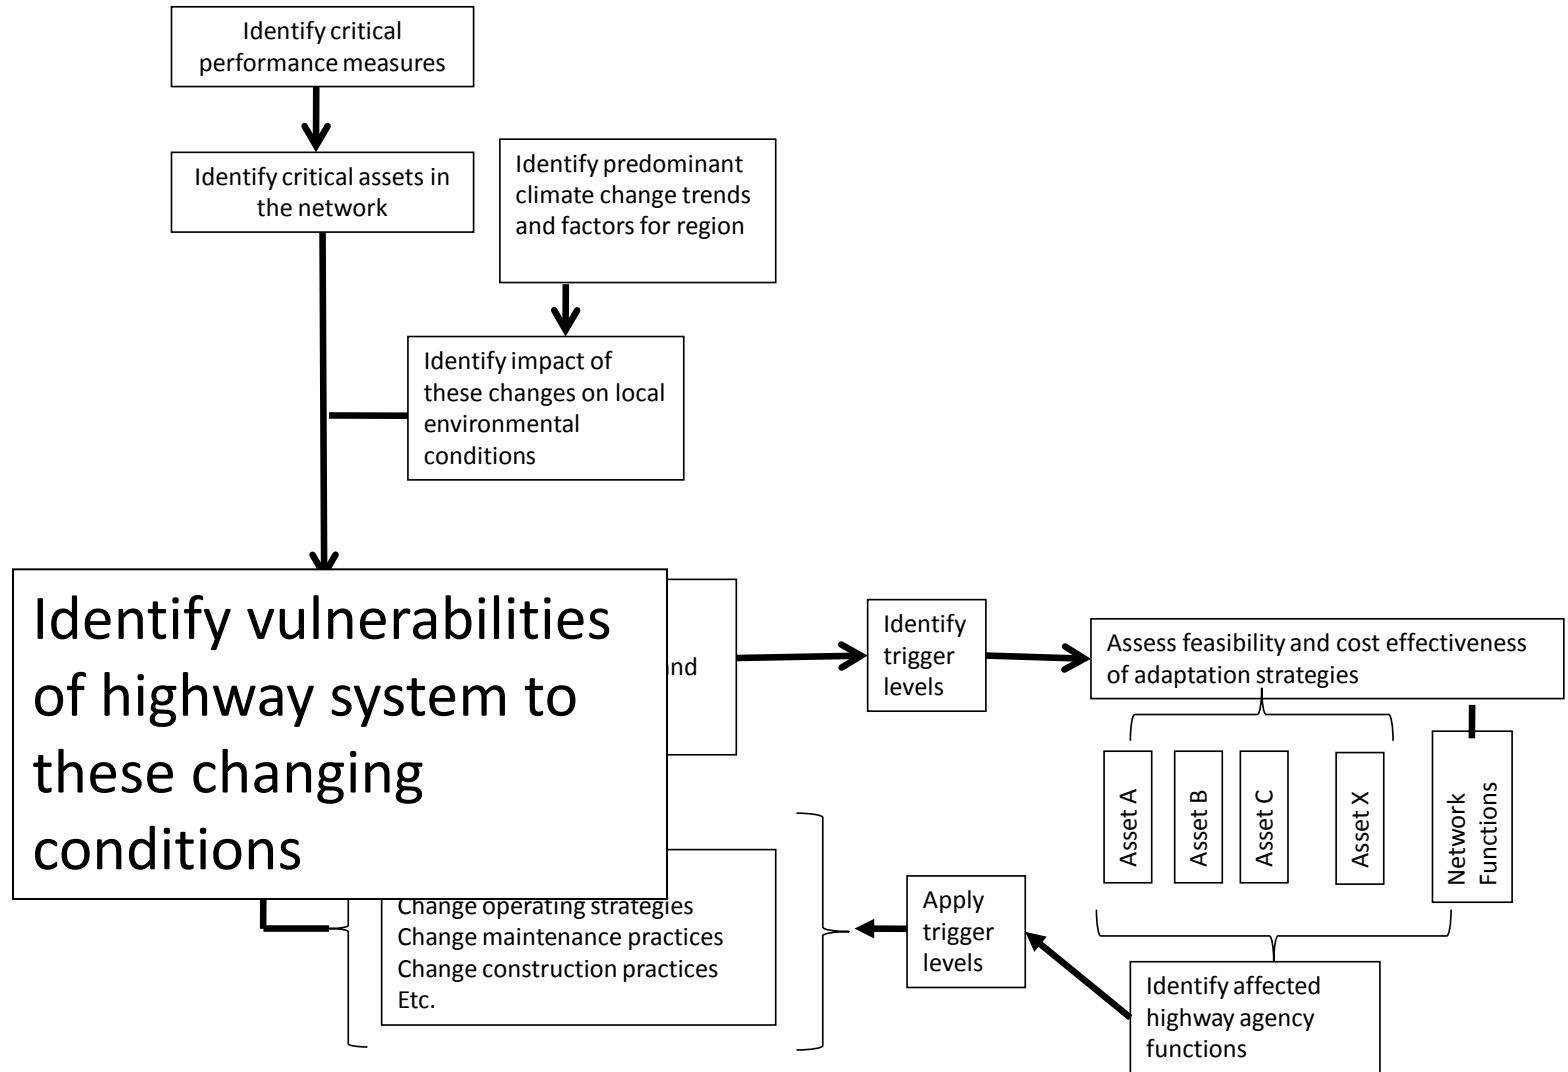 Identify critical
performance measures
Identify critical assets in
the network
Identify predominant
climate change trends
and factors for region
Identify impact of
these changes on local
environmental
conditions
Identify vulnerabilities
of highway system to
these changing
conditions
Identify
trigger
levels
Assess feasibility and cost effectiveness
of adaptation strategies
Asset A
Asset B
Asset C
Asset X
Network
Functions
Identify affected
highway agency
functions
Apply
trigger
levels
Change operating strategies
Change maintenance practices
Change construction practices
Etc.